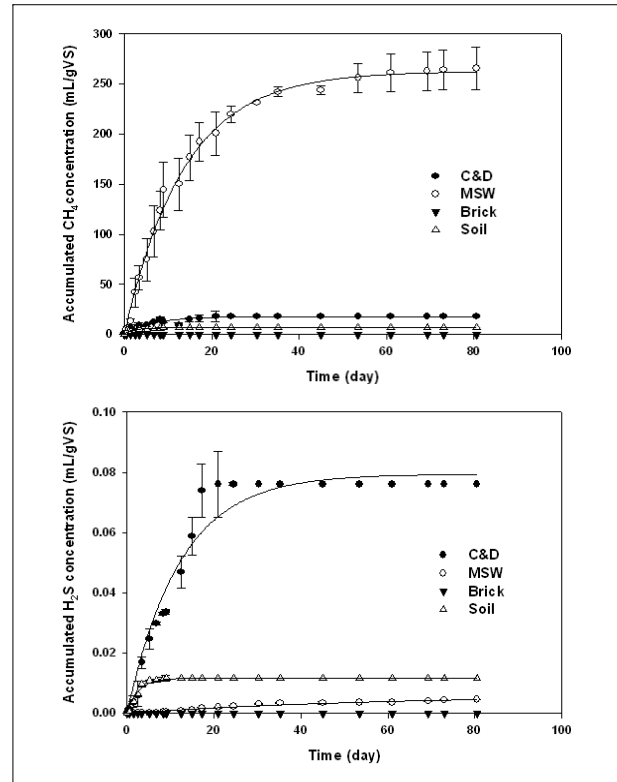 300
250
200
150
100
50
0
Accumulated CH₄ concentration (mL/gVS)
C&D
MSW
Brick
Soil
0 20 40 60 80 100
Time (day)
0.10
0.08
0.06
0.04
0.02
0.00
Accumulated H₂S concentration (mL/gVS)
C&D
MSW
Brick
Soil
0 20 40 60 80 100
Time (day)